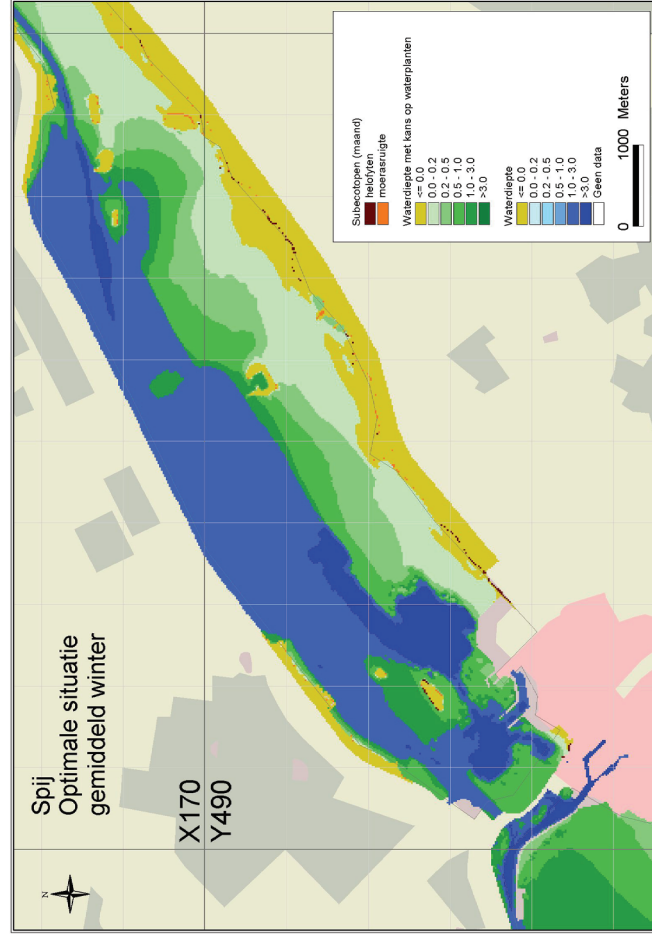 N
Spij
Optimale situatie
gemiddeld winter
X170
Y490
Subecotopen (maand)
helofyten
moerasruigte
Waterdiepte met kans op waterplanten
<= 0.0
0.0 - 0.2
0.2 - 0.5
0.5 - 1.0
1.0 - 3.0
>3.0
Waterdiepte
<= 0.0
0.0 - 0.2
0.2 - 0.5
0.5 - 1.0
1.0 - 3.0
>3.0
Geen data
0 1000 Meters